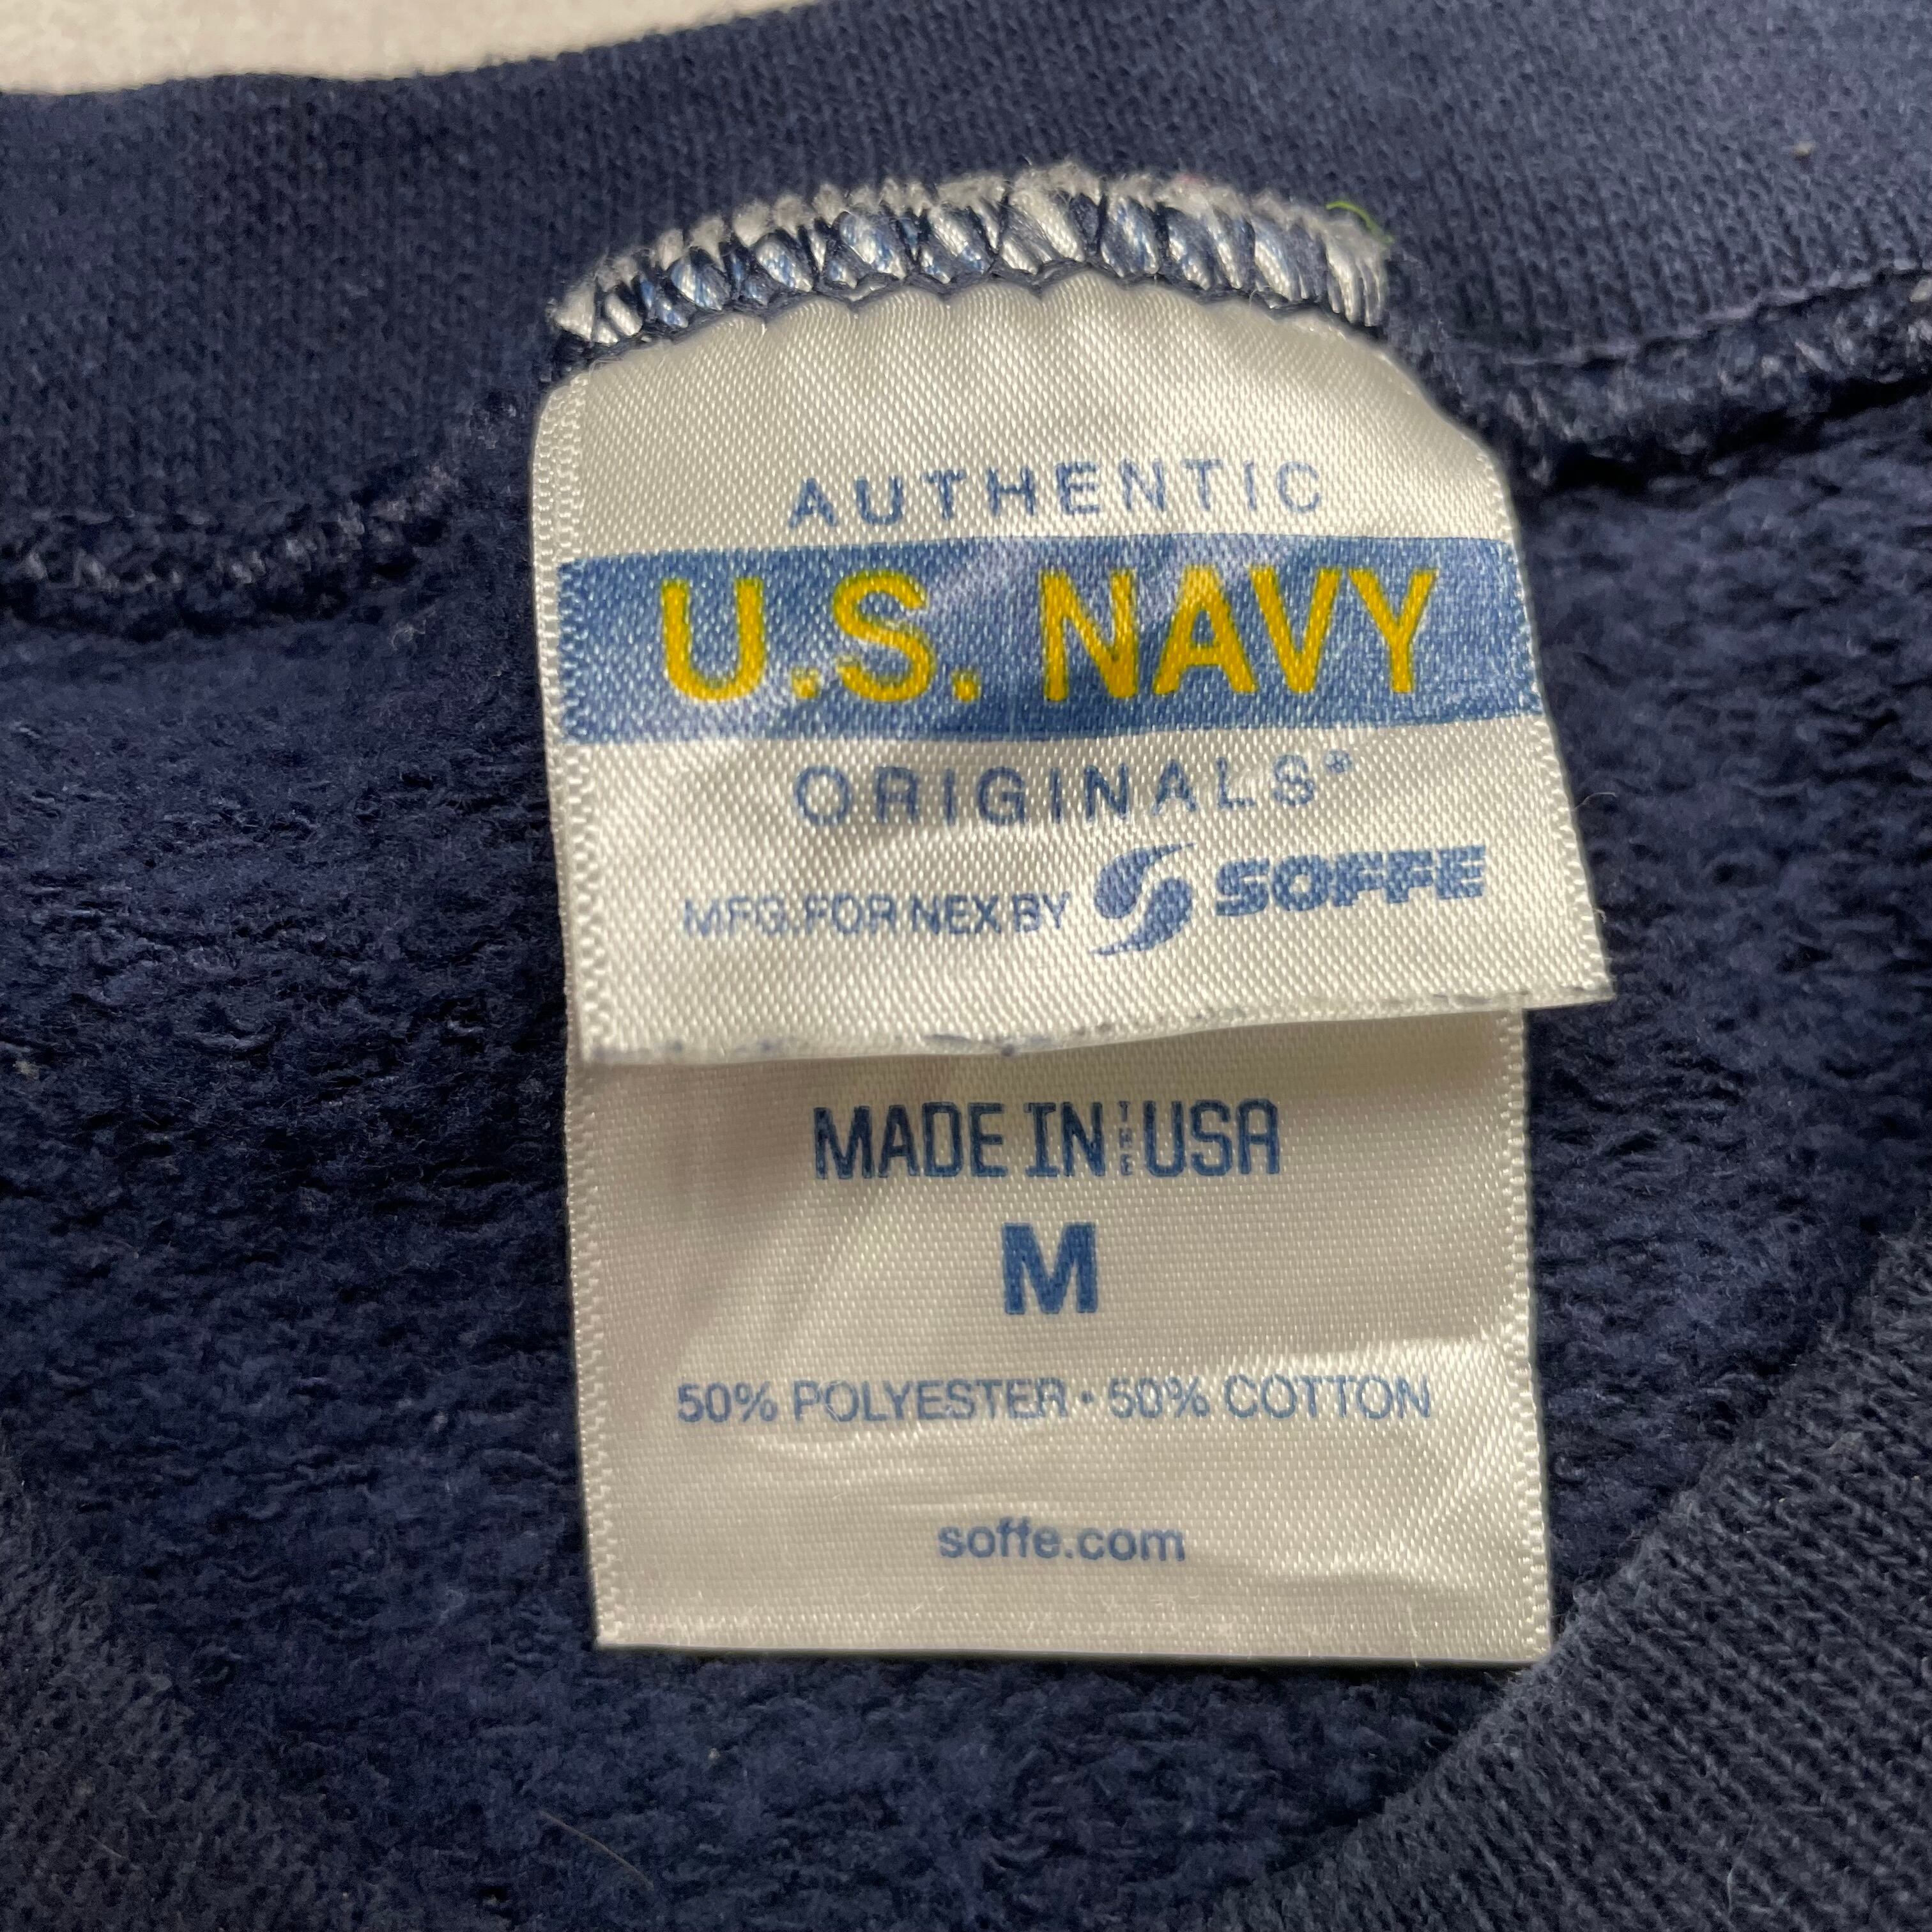 AUTHENTIC
U.S. NAVY
ORIGINALS®
MFG. FOR NEX BY SOFFE
MADE IN THE USA
M
50% POLYESTER • 50% COTTON
soffe.com